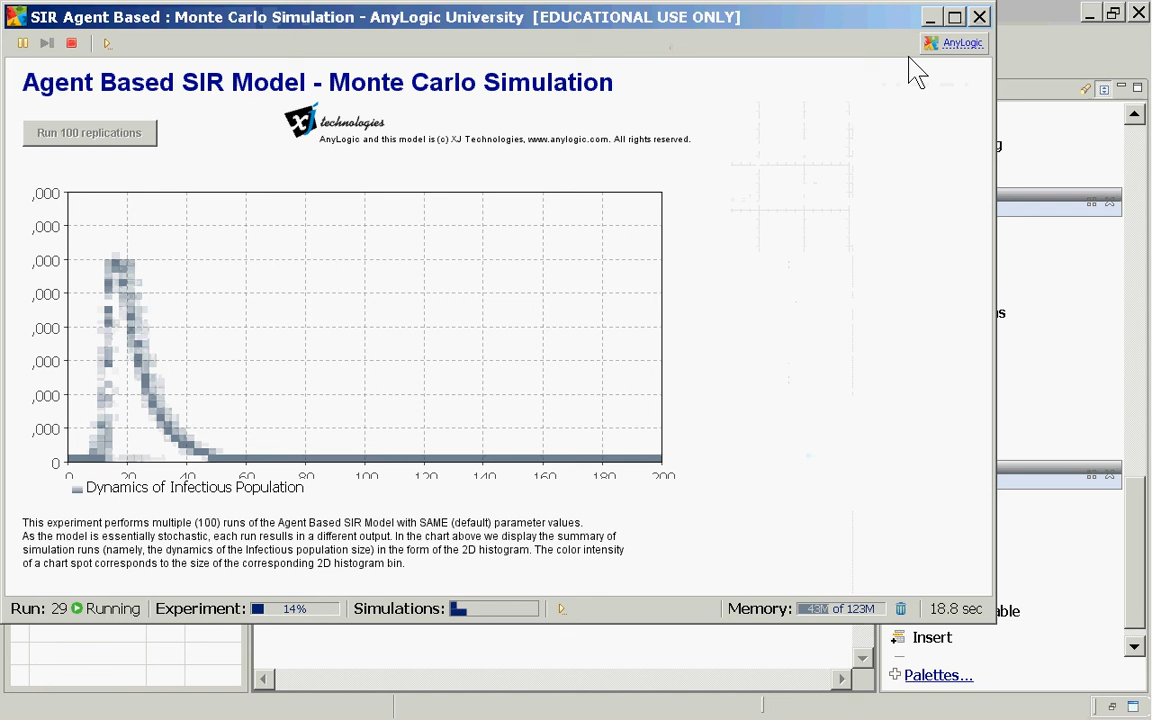 SIR Agent Based : Monte Carlo Simulation - AnyLogic University [EDUCATIONAL USE ONLY]
AnyLogic
Agent Based SIR Model - Monte Carlo Simulation
Run 100 replications
xj technologies
AnyLogic and this model is (c) XJ Technologies, www.anylogic.com. All rights reserved.
,000
,000
,000
,000
,000
,000
,000
,000
0
0 20 40 60 80 100 120 140 160 180 200
Dynamics of Infectious Population
This experiment performs multiple (100) runs of the Agent Based SIR Model with SAME (default) parameter values.
As the model is essentially stochastic, each run results in a different output. In the chart above we display the summary of
simulation runs (namely, the dynamics of the Infectious population size) in the form of the 2D histogram. The color intensity
of a chart spot corresponds to the size of the corresponding 2D histogram bin.
Run: 29 Running Experiment: 14% Simulations: Memory: 43M of 123M 18.8 sec
Insert
Palettes...